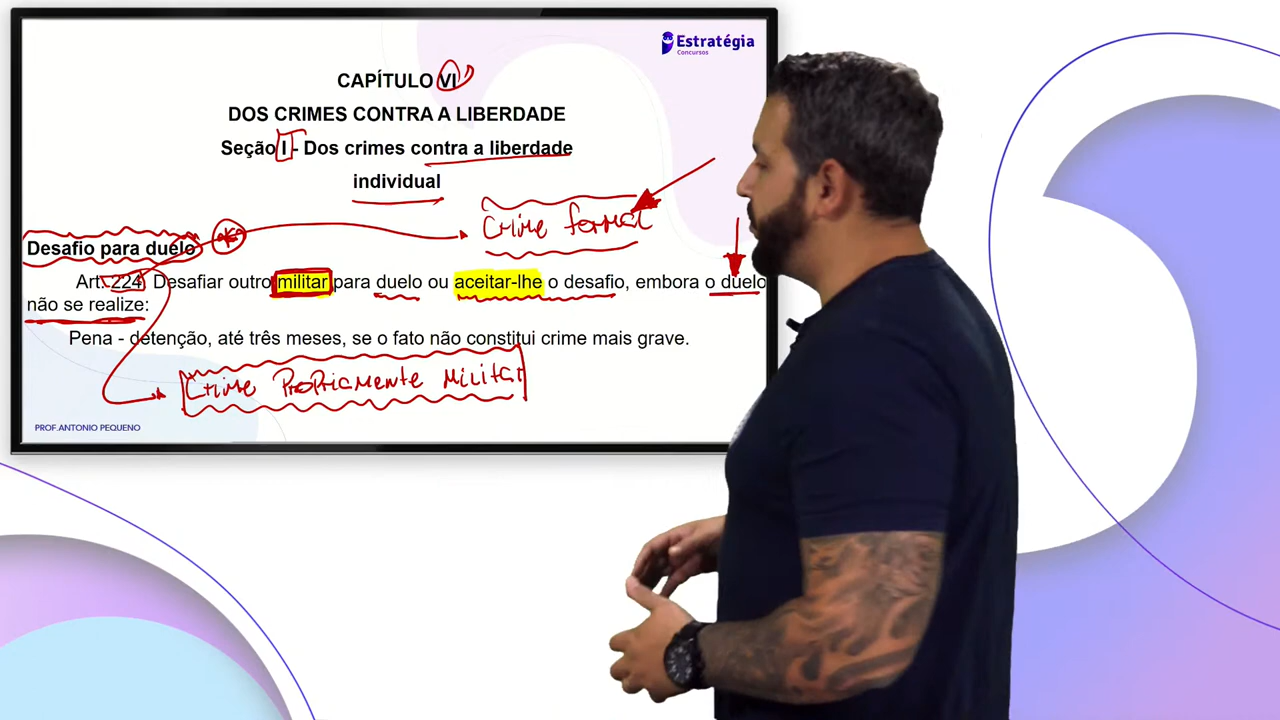 Estratégia
Concursos
CAPÍTULO VI
DOS CRIMES CONTRA A LIBERDADE
Seção I - Dos crimes contra a liberdade
individual
Crime formal
Desafio para duelo
Art. 224. Desafiar outro militar para duelo ou aceitar-lhe o desafio, embora o duelo
não se realize:
Pena - detenção, até três meses, se o fato não constitui crime mais grave.
Crime Propriamente Militar
PROF.ANTONIO PEQUENO